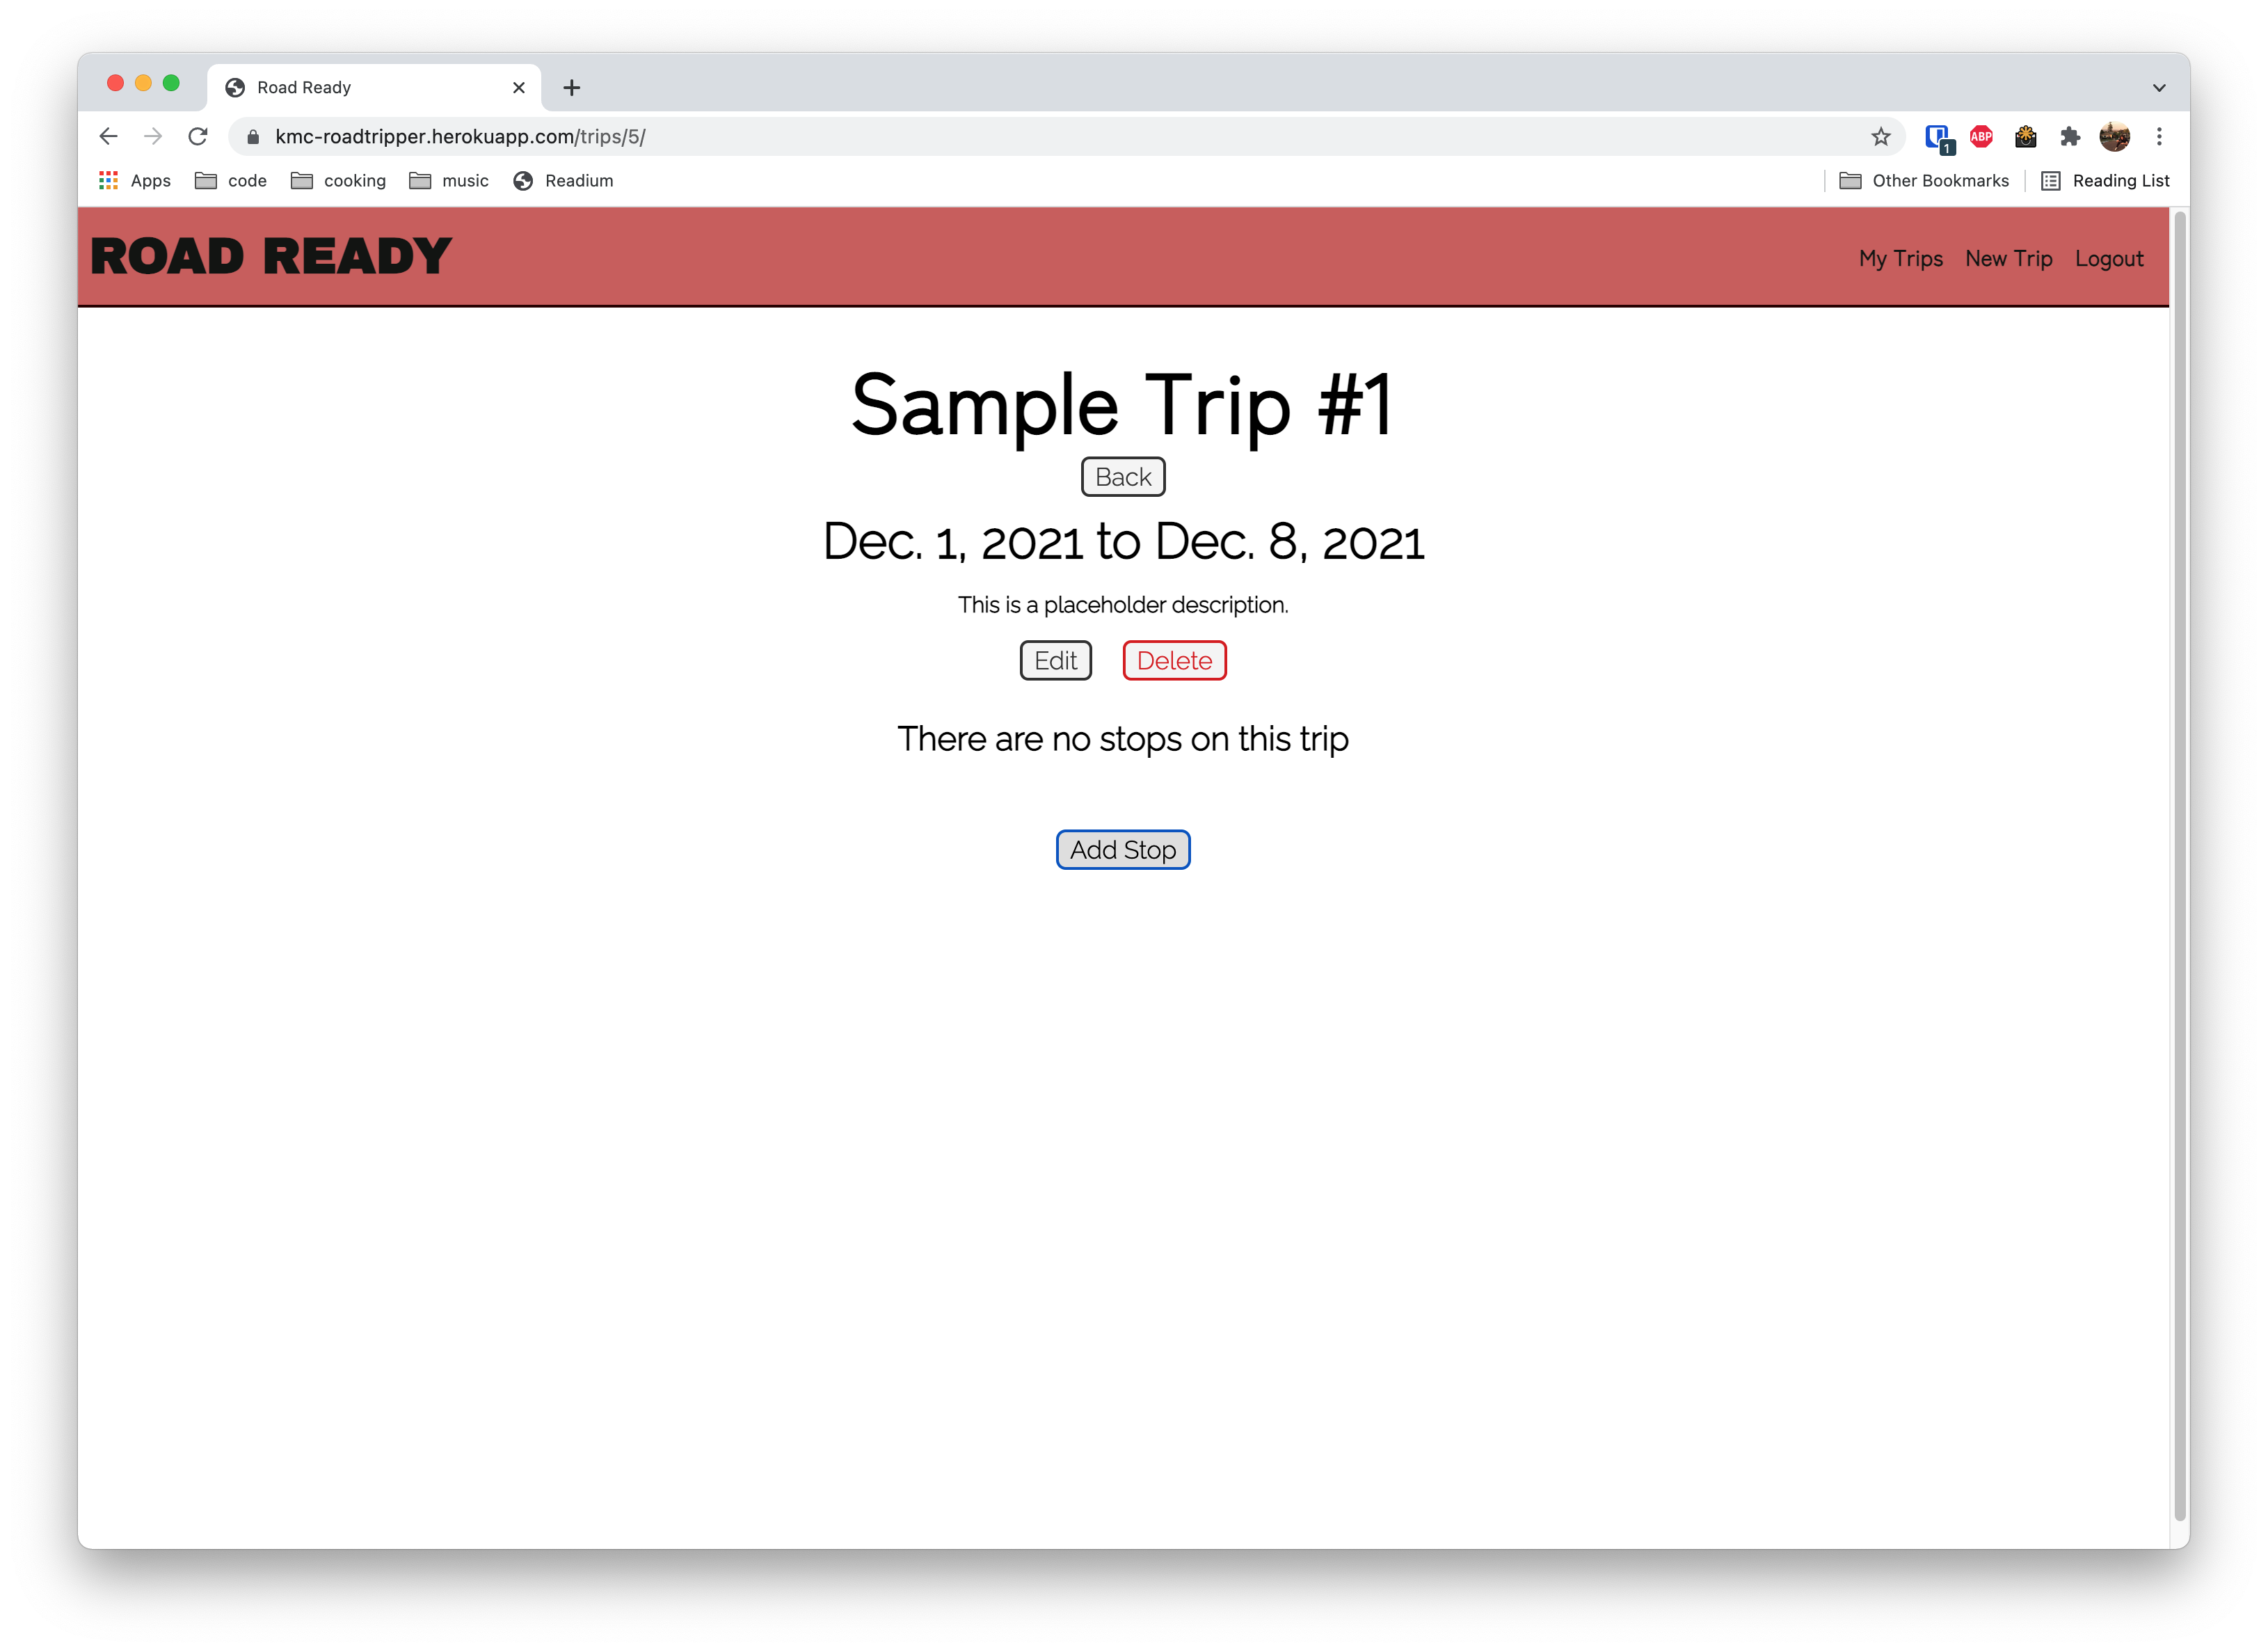 Road Ready
kmc-roadtripper.herokuapp.com/trips/5/
1
ABP
Apps code cooking music Readium Other Bookmarks Reading List
ROAD READY My Trips New Trip Logout
Sample Trip #1
Back
Dec. 1, 2021 to Dec. 8, 2021
This is a placeholder description.
Edit Delete
There are no stops on this trip
Add Stop